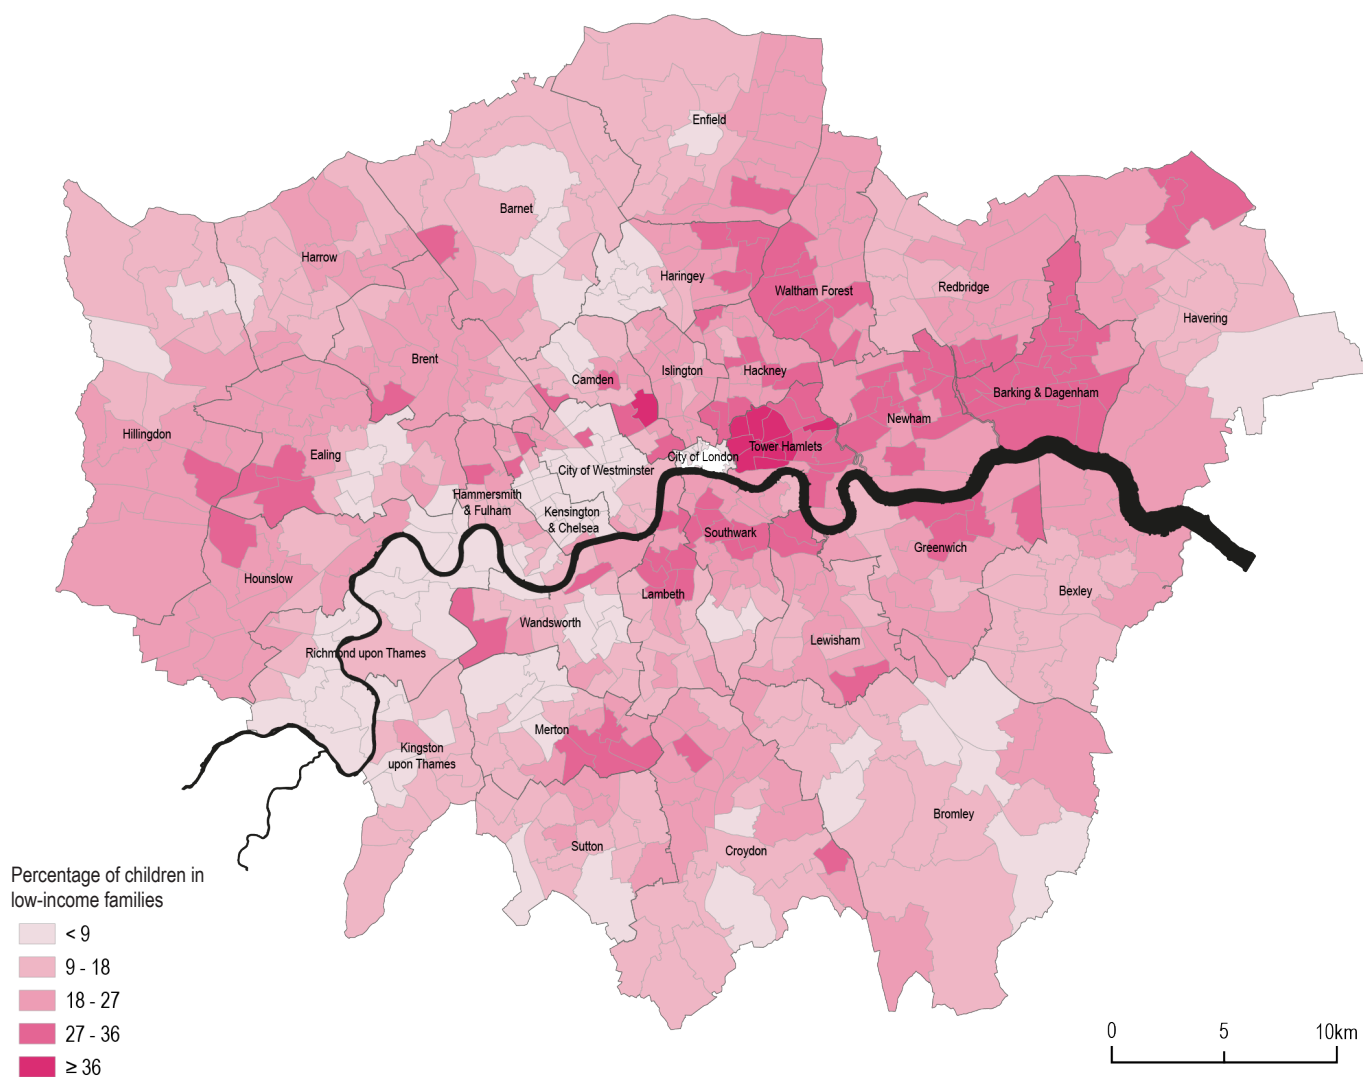 Enfield
Barnet
Harrow
Haringey
Waltham Forest
Redbridge
Havering
Brent
Camden
Islington
Hackney
Barking & Dagenham
Newham
Hillingdon
Ealing
Tower Hamlets
City of London
City of Westminster
Hammersmith
& Fulham
Kensington
& Chelsea
Southwark
Greenwich
Hounslow
Lambeth
Bexley
Wandsworth
Lewisham
Richmond upon Thames
Merton
Kingston
upon Thames
Bromley
Sutton
Croydon
Percentage of children in
low-income families
< 9
9 - 18
18 - 27
27 - 36
≥ 36
0 5 10km